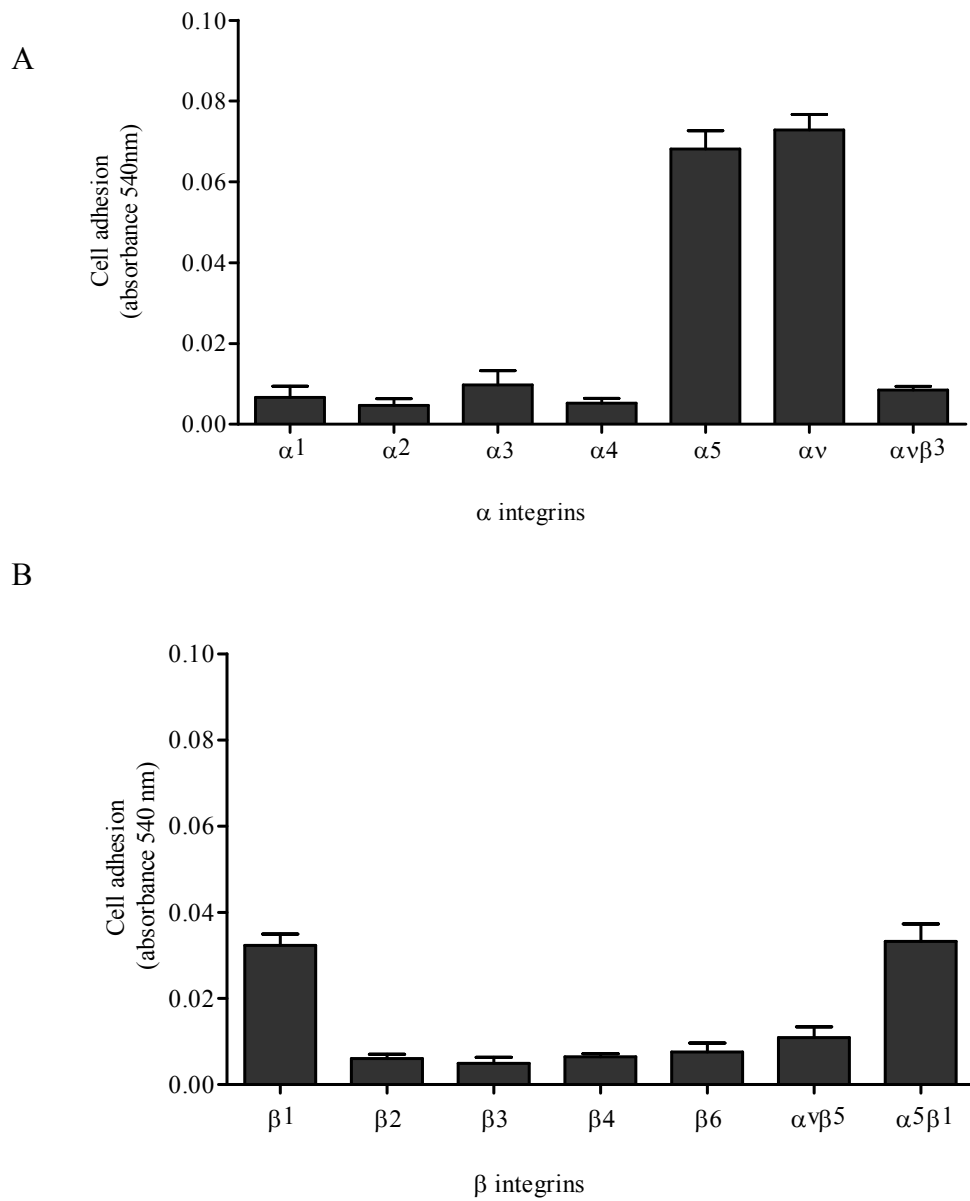 A
0.10
0.08
0.06
0.04
0.02
0.00
Cell adhesion
(absorbance 540nm)
α1 α2 α3 α4 α5 αν ανβ3
α integrins
B
0.10
0.08
0.06
0.04
0.02
0.00
Cell adhesion
(absorbance 540 nm)
β1 β2 β3 β4 β6 αvβ5 α5β1
β integrins